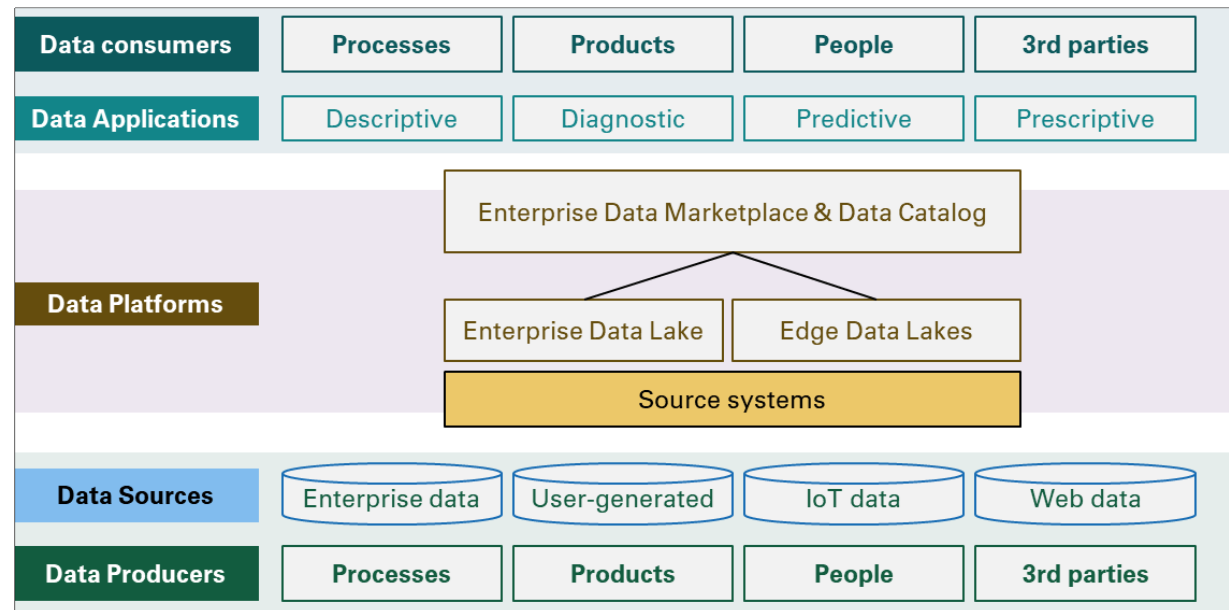 Data consumers
Processes
Products
People
3rd parties
Data Applications
Descriptive
Diagnostic
Predictive
Prescriptive
Enterprise Data Marketplace & Data Catalog
Data Platforms
Enterprise Data Lake
Edge Data Lakes
Source systems
Data Sources
Enterprise data
User-generated
IoT data
Web data
Data Producers
Processes
Products
People
3rd parties